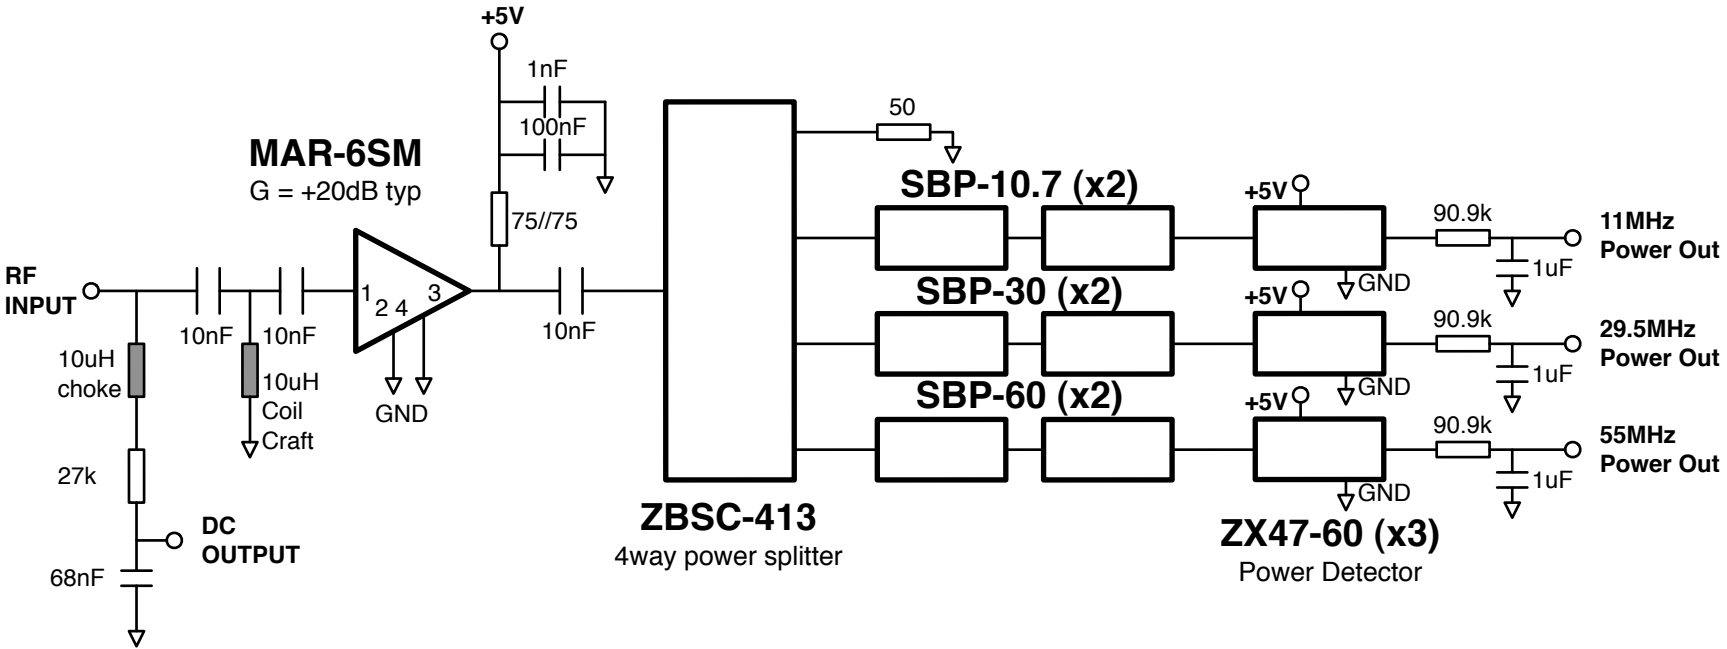 +5V
1nF
100nF
75//75
MAR-6SM
G = +20dB typ
RF
INPUT
10nF
10nF
1
2 4
3
GND
10uH
choke
10uH
Coil
Craft
27k
DC
OUTPUT
68nF
10nF
ZBSC-413
4way power splitter
50
SBP-10.7 (x2)
+5V
GND
90.9k
1uF
11MHz
Power Out
SBP-30 (x2)
+5V
GND
90.9k
1uF
29.5MHz
Power Out
SBP-60 (x2)
+5V
GND
90.9k
1uF
55MHz
Power Out
ZX47-60 (x3)
Power Detector